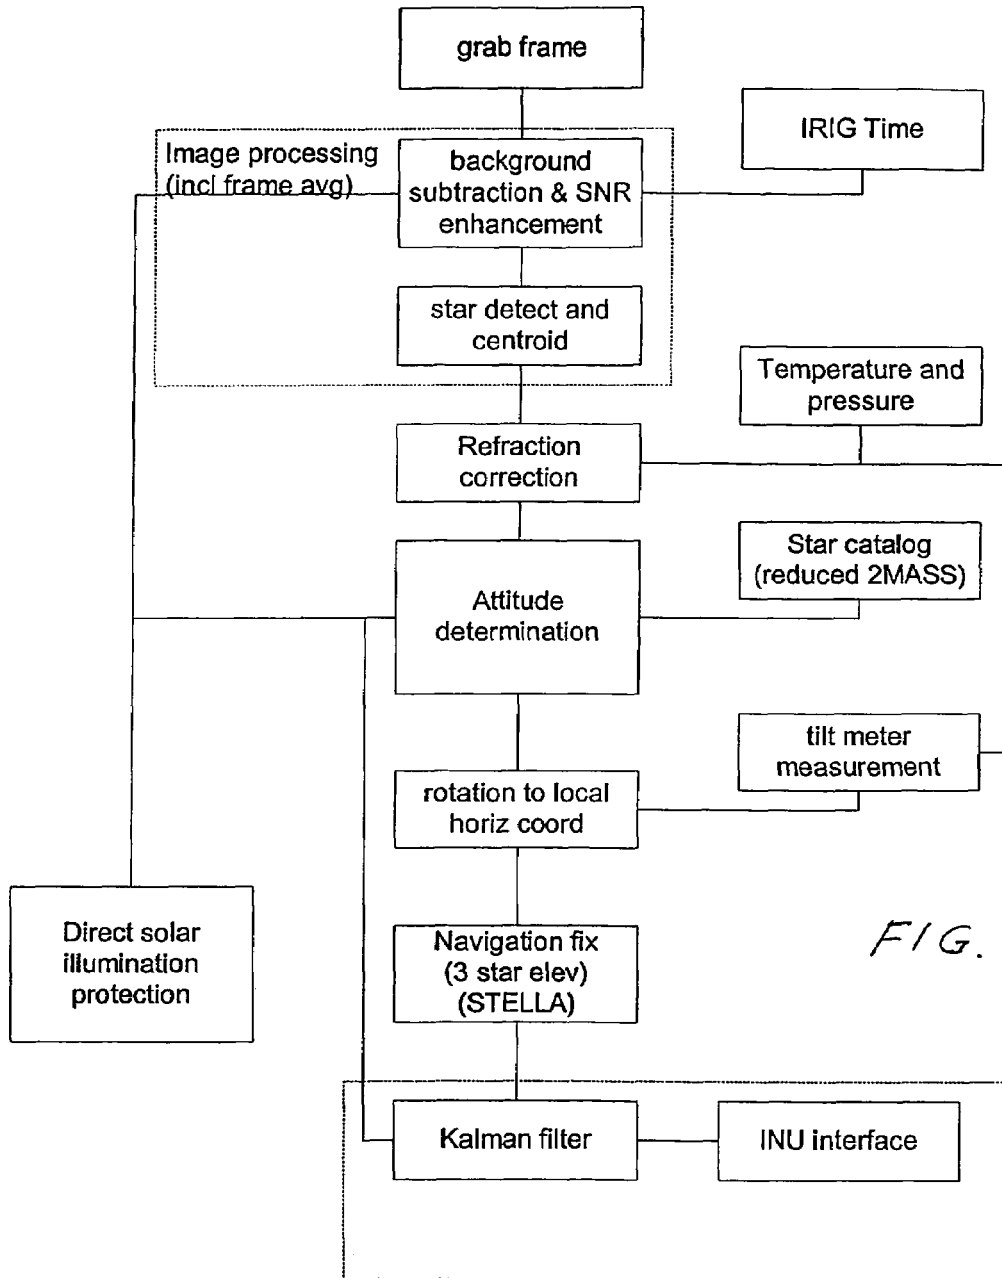 grab frame
IRIG Time
Image processing
(incl frame avg)
background
subtraction & SNR
enhancement
star detect and
centroid
Temperature and
pressure
Refraction
correction
Star catalog
(reduced 2MASS)
Attitude
determination
tilt meter
measurement
rotation to local
horiz coord
Direct solar
illumination
protection
Navigation fix
(3 star elev)
(STELLA)
FIG.
Kalman filter
INU interface